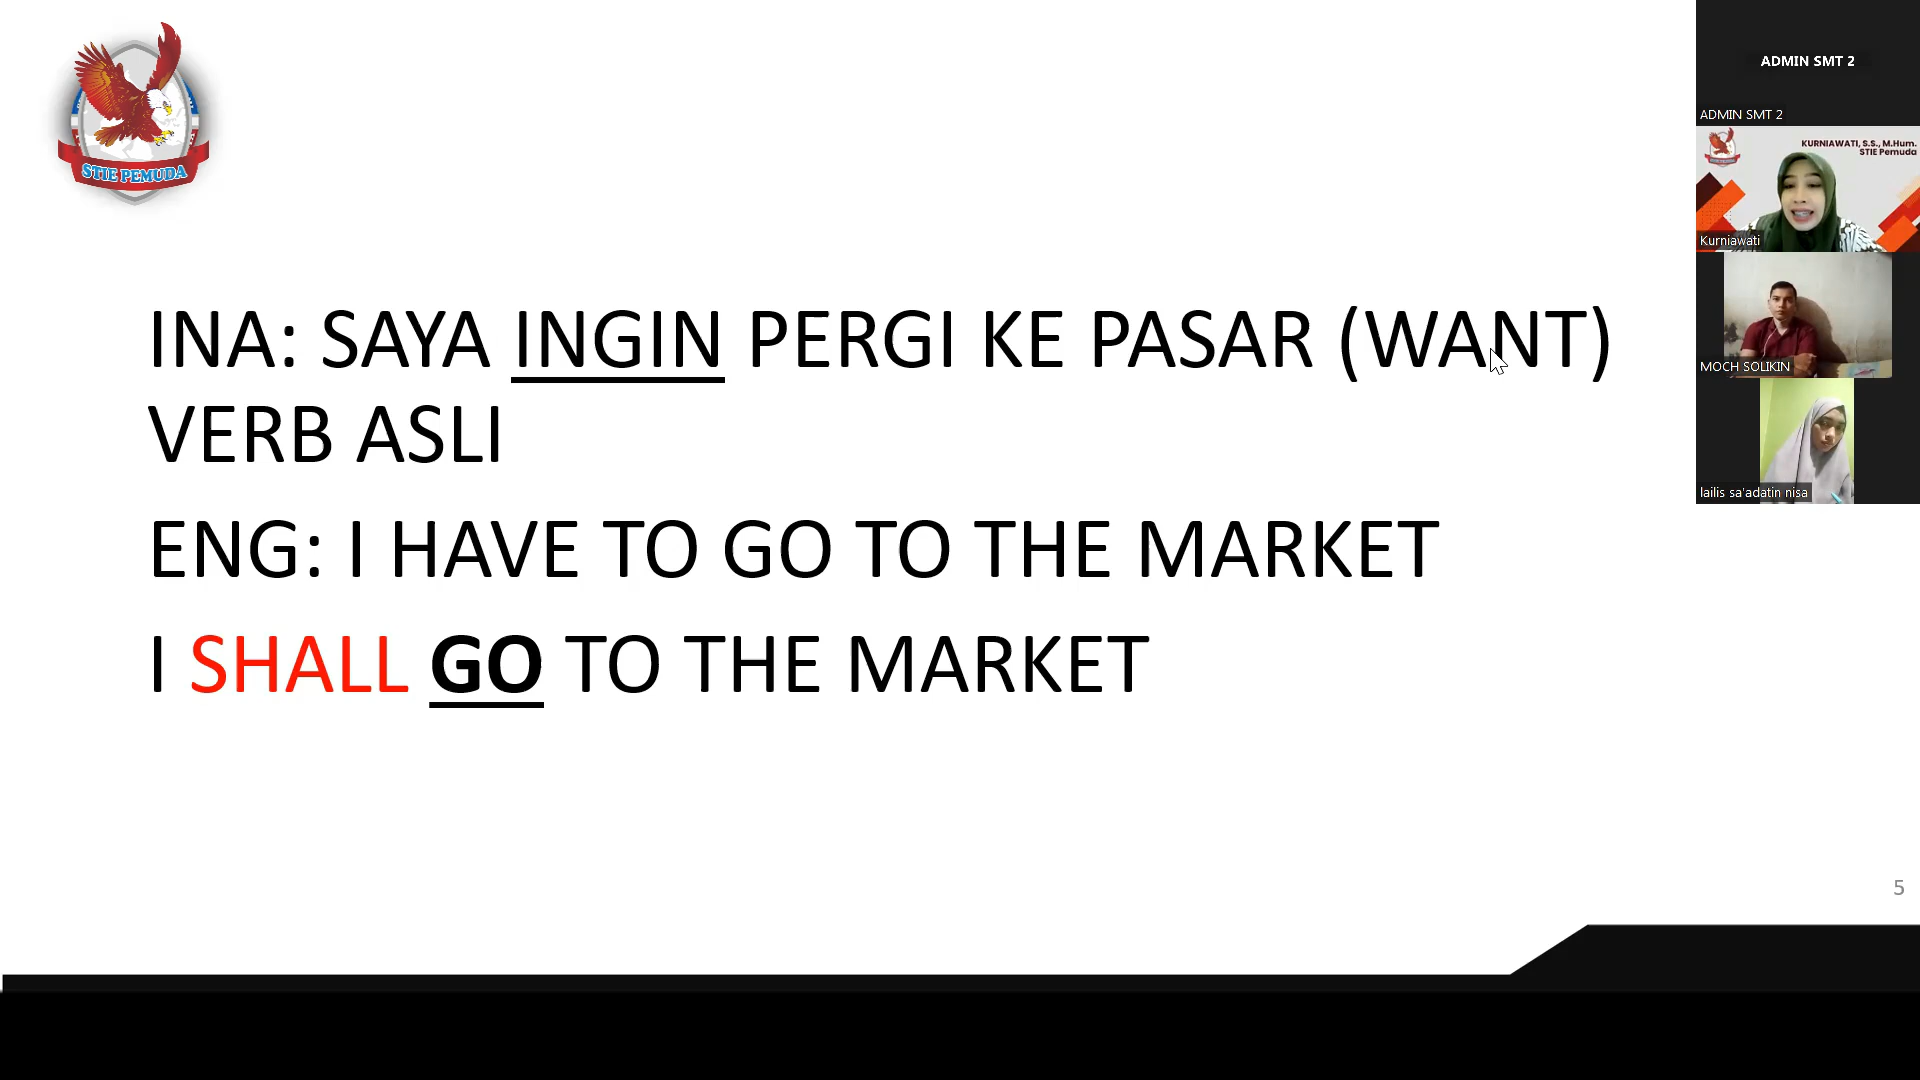 STIE PEMUDA
INA: SAYA INGIN PERGI KE PASAR (WANT)
VERB ASLI
ENG: I HAVE TO GO TO THE MARKET
I SHALL GO TO THE MARKET
5
ADMIN SMT 2
ADMIN SMT 2
KURNIAWATI, S.S., M.Hum.
STIE Pemuda
Kurniawati
MOCH SOLIKIN
lailis sa'adatin nisa